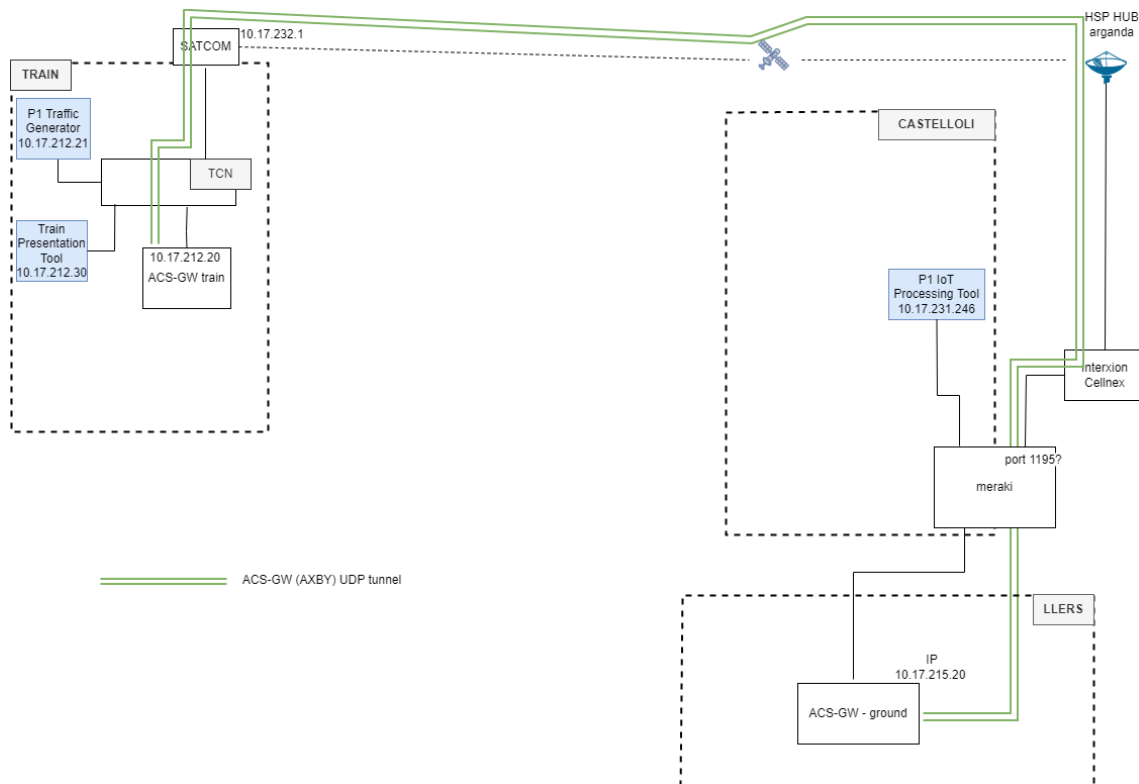 HSP HUB
arganda
10.17.232.1
SATCOM
TRAIN
P1 Traffic
Generator
10.17.212.21
CASTELLOLI
TCN
Train
Presentation
Tool
10.17.212.30
10.17.212.20
ACS-GW train
P1 IoT
Processing Tool
10.17.231.246
Interxion
Cellnex
port 1195?
meraki
ACS-GW (AXBY) UDP tunnel
LLERS
IP
10.17.215.20
ACS-GW - ground